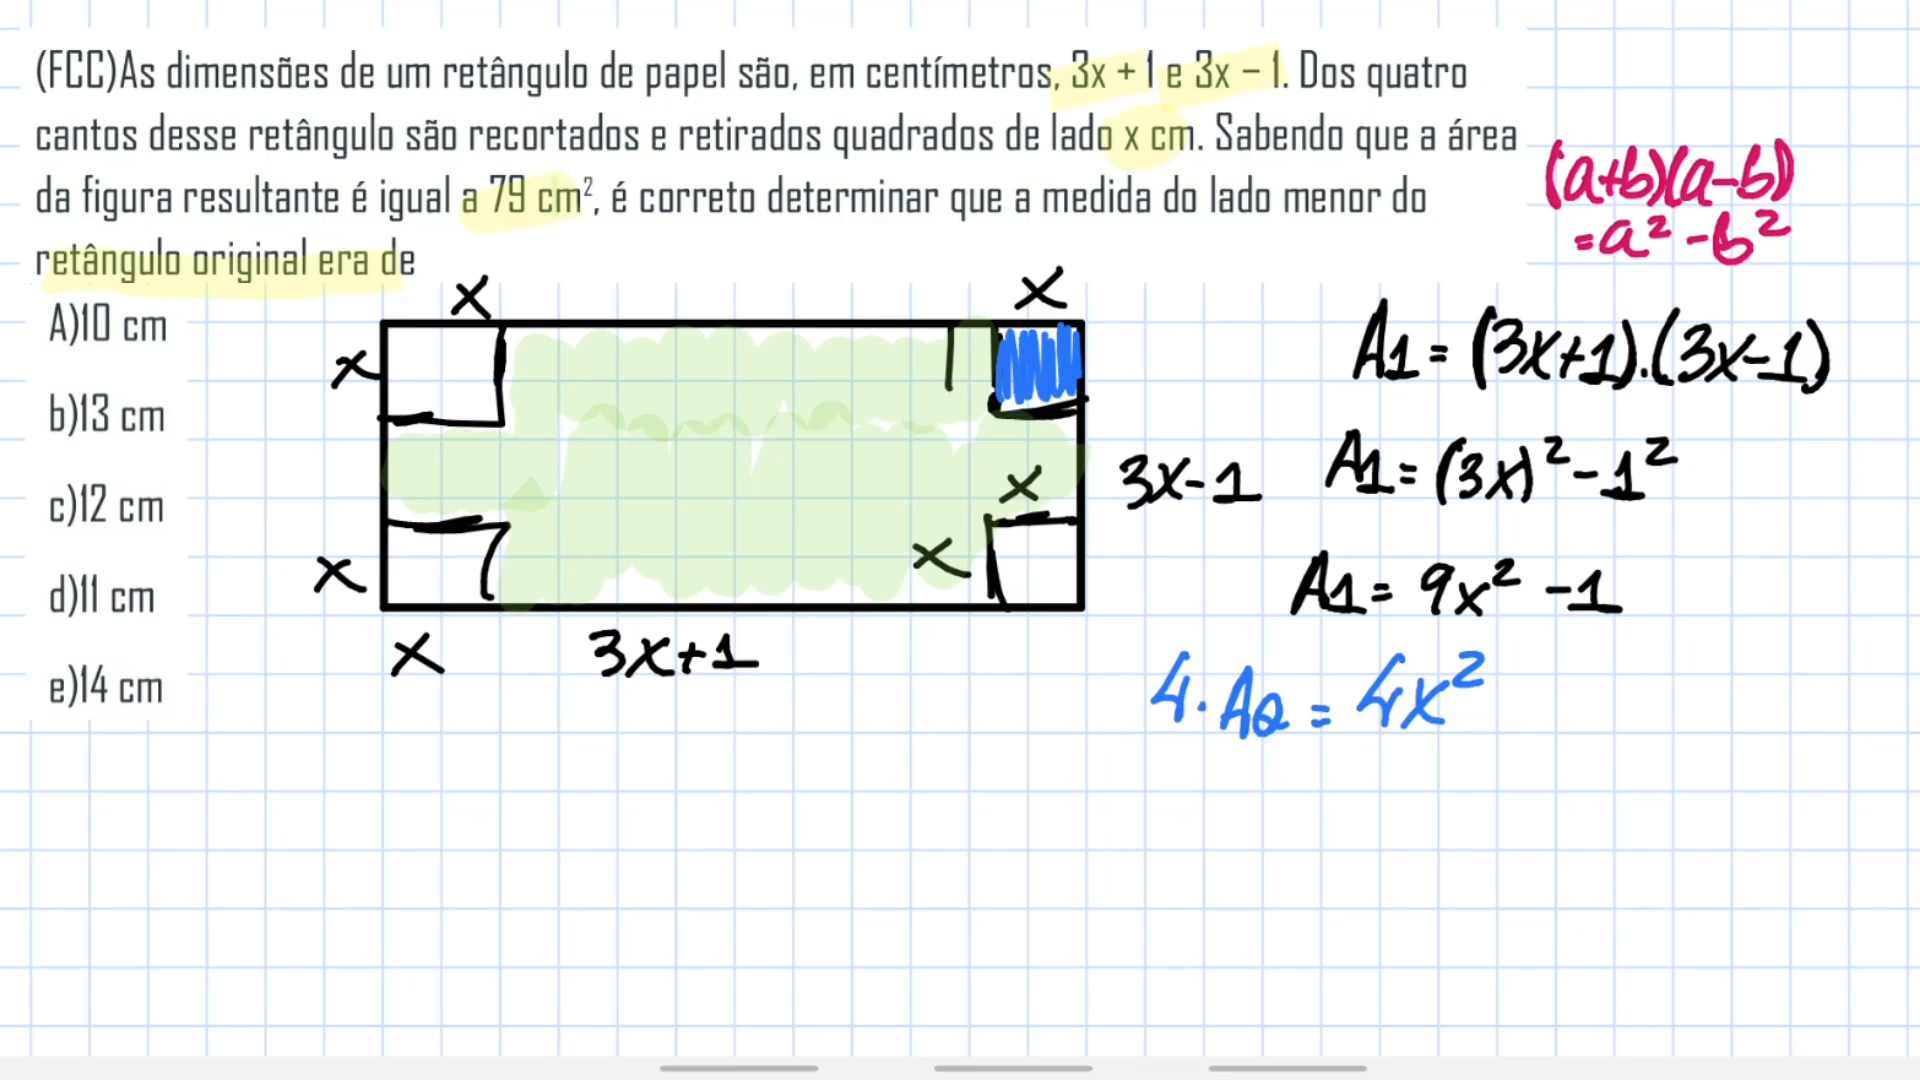 (FCC)As dimensões de um retângulo de papel são, em centímetros, 3x + 1 e 3x – 1. Dos quatro
cantos desse retângulo são recortados e retirados quadrados de lado x cm. Sabendo que a área
da figura resultante é igual a 79 cm², é correto determinar que a medida do lado menor do
retângulo original era de
A)10 cm
b)13 cm
c)12 cm
d)11 cm
e)14 cm
x
x
x
x
x
x
x
3x+1
3x-1
(a+b)(a-b)
=a²-b²
A1=(3x+1).(3x-1)
A1=(3x)²-1²
A1=9x²-1
4.AQ=4x²